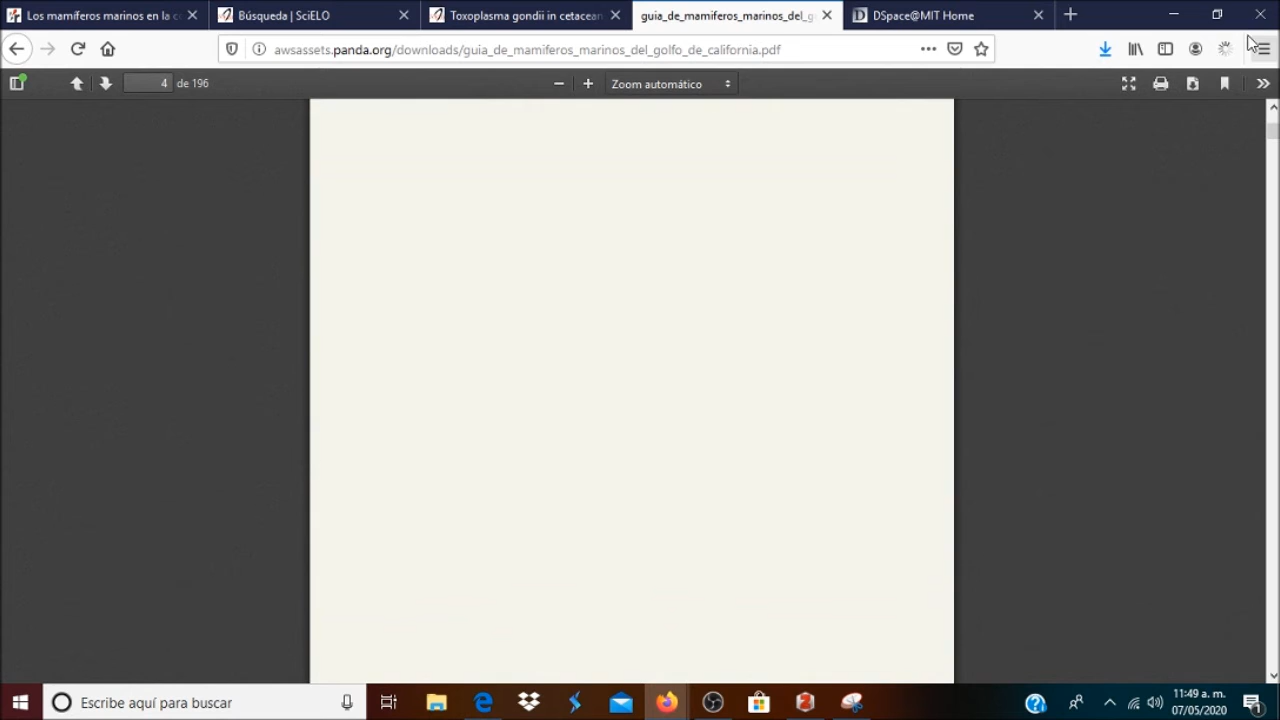 Los mamíferos marinos en la c
Búsqueda | SciELO
Toxoplasma gondii in cetacean
guia_de_mamiferos_marinos_del_g
DSpace@MIT Home
awsassets.panda.org/downloads/guia_de_mamiferos_marinos_del_golfo_de_california.pdf
4 de 196
Zoom automático
Escribe aquí para buscar
11:49 a. m.
07/05/2020
1